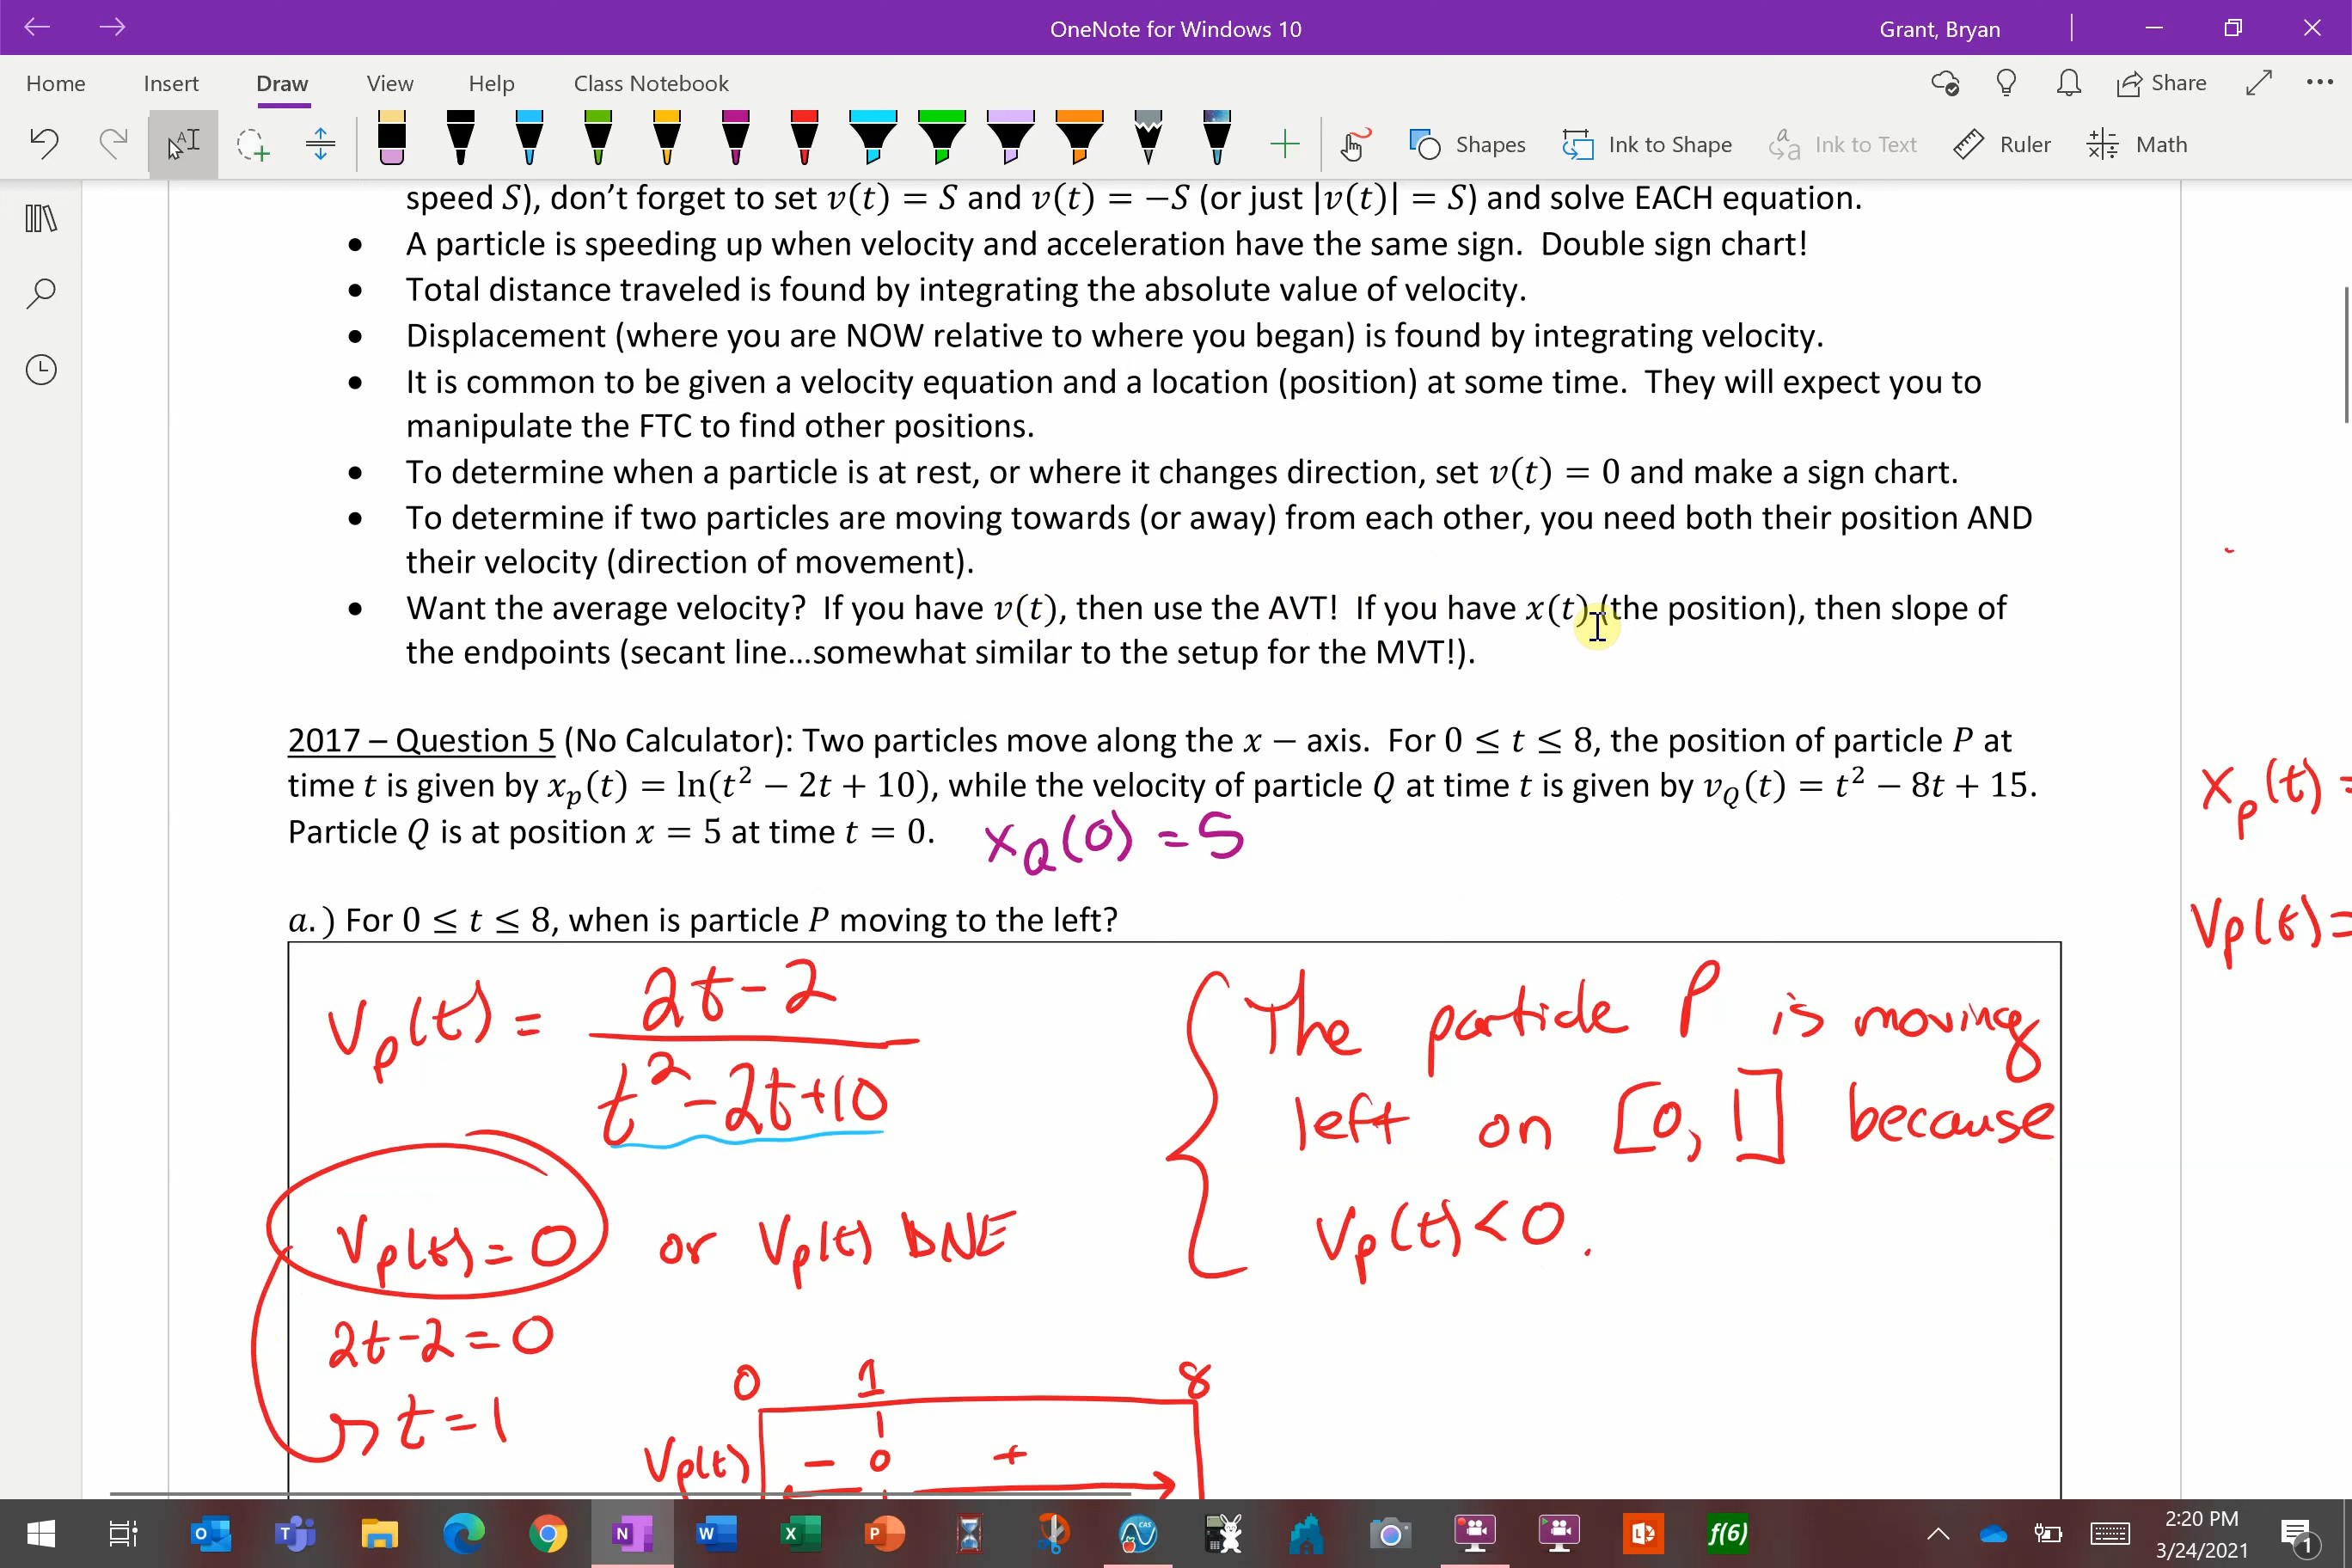 OneNote for Windows 10
Grant, Bryan
Home Insert Draw View Help Class Notebook Share
Shapes Ink to Shape Ink to Text Ruler Math
speed S), don't forget to set v(t) = S and v(t) = −S (or just |v(t)| = S) and solve EACH equation.
• A particle is speeding up when velocity and acceleration have the same sign. Double sign chart!
• Total distance traveled is found by integrating the absolute value of velocity.
• Displacement (where you are NOW relative to where you began) is found by integrating velocity.
• It is common to be given a velocity equation and a location (position) at some time. They will expect you to
manipulate the FTC to find other positions.
• To determine when a particle is at rest, or where it changes direction, set v(t) = 0 and make a sign chart.
• To determine if two particles are moving towards (or away) from each other, you need both their position AND
their velocity (direction of movement).
• Want the average velocity? If you have v(t), then use the AVT! If you have x(t) (the position), then slope of
the endpoints (secant line...somewhat similar to the setup for the MVT!).
2017 – Question 5 (No Calculator): Two particles move along the x − axis. For 0 ≤ t ≤ 8, the position of particle P at
time t is given by x_p(t) = ln(t² − 2t + 10), while the velocity of particle Q at time t is given by v_Q(t) = t² − 8t + 15.
Particle Q is at position x = 5 at time t = 0. x_Q(0) = 5
x_p(t) =
v_p(t) =
a.) For 0 ≤ t ≤ 8, when is particle P moving to the left?
v_p(t) = (2t − 2)/(t² − 2t + 10)
The particle P is moving
left on [0, 1] because
v_p(t) < 0.
v_p(t) = 0 or v_p(t) DNE
2t − 2 = 0
t = 1
0 1 8
v_p(t) − 0 +
CAS
f(6)
2:20 PM
3/24/2021
1